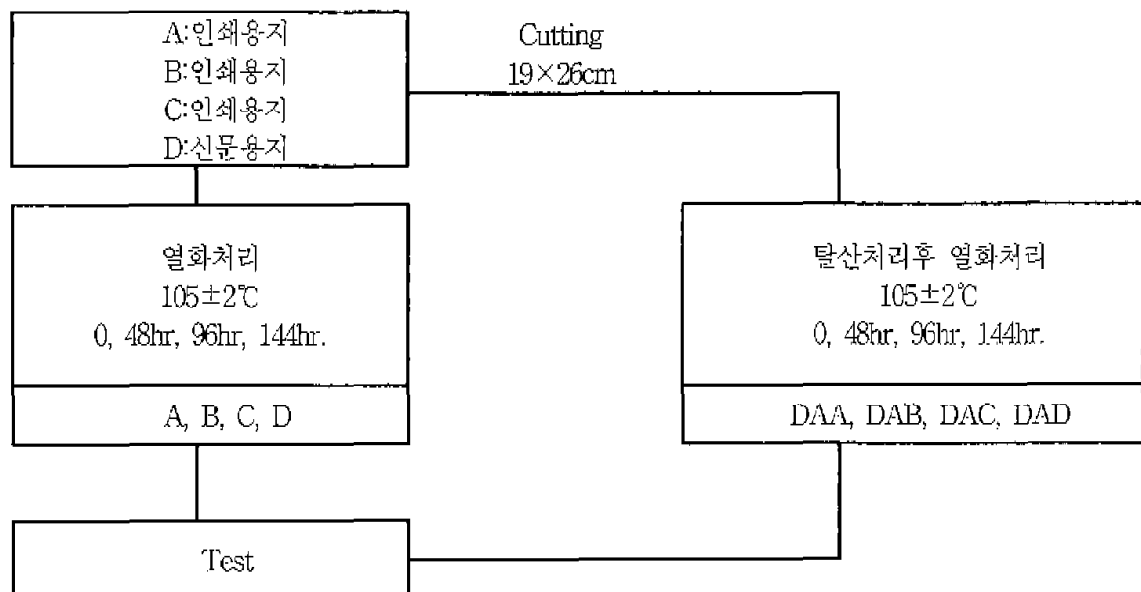 A:인쇄용지
B:인쇄용지
C:인쇄용지
D:신문용지
Cutting
19×26cm
열화처리
105±2℃
0, 48hr, 96hr, 144hr.
A, B, C, D
탈산처리후 열화처리
105±2℃
0, 48hr, 96hr, 144hr.
DAA, DAB, DAC, DAD
Test